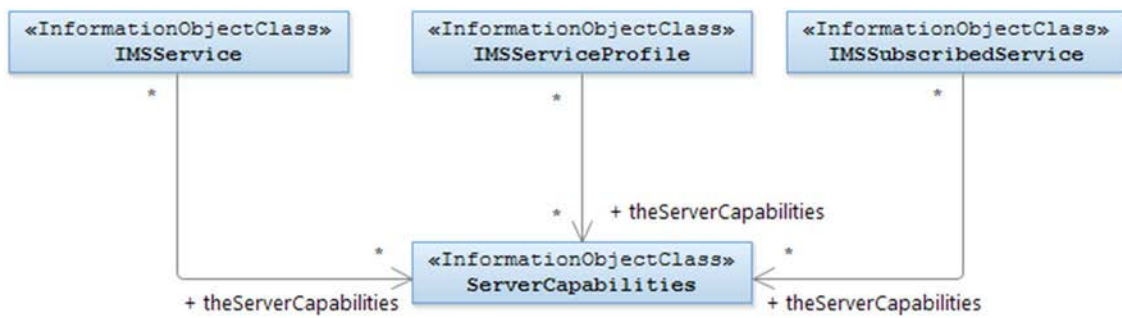 «InformationObjectClass»
IMSService
«InformationObjectClass»
IMSServiceProfile
«InformationObjectClass»
IMSSubscribedService
*
*
*
*
+ theServerCapabilities
*
*
«InformationObjectClass»
ServerCapabilities
+ theServerCapabilities
+ theServerCapabilities